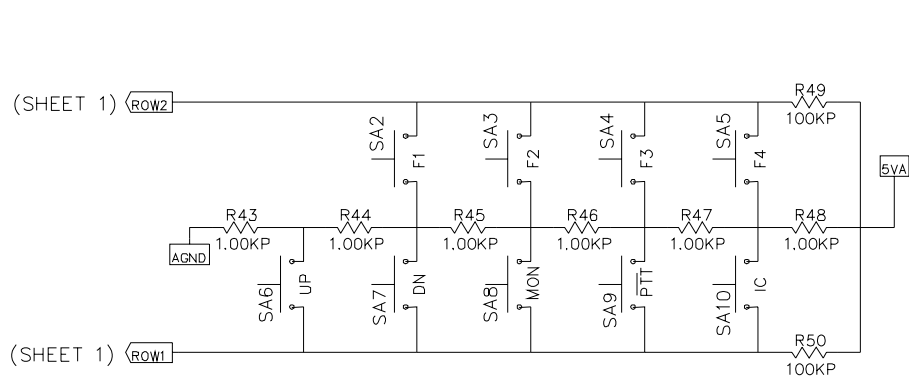 (SHEET 1) ROW2
R49
100KP
SA2 F1
SA3 F2
SA4 F3
SA5 F4
5VA
R43
1.00KP
R44
1.00KP
R45
1.00KP
R46
1.00KP
R47
1.00KP
R48
1.00KP
AGND
SA6 UP
SA7 DN
SA8 MON
SA9 PTT
SA10 IC
(SHEET 1) ROW1
R50
100KP